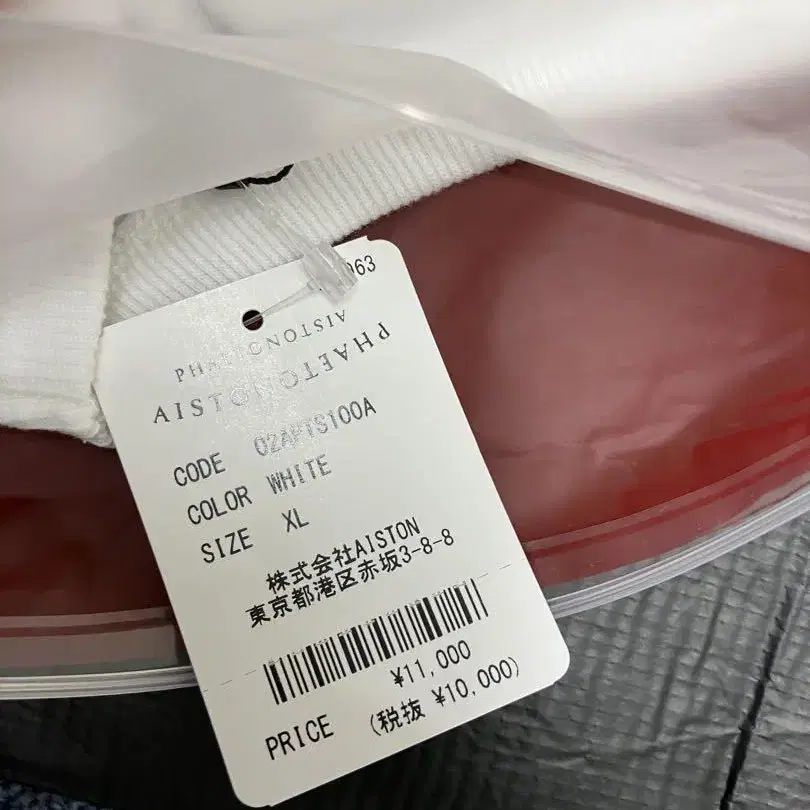 063
AISTON
PHAETON
PHAETON
AISTON
CODE 02APTS100A
COLOR WHITE
SIZE XL
株式会社AISTON
東京都港区赤坂3-8-8
¥11,000
PRICE (税抜 ¥10,000)